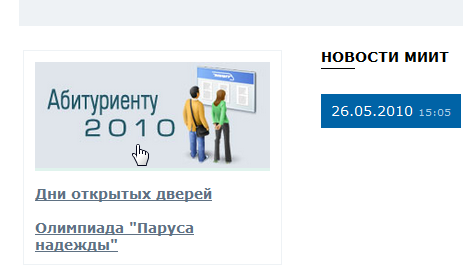 Абитуриенту
2010
Дни открытых дверей
Олимпиада "Паруса
надежды"
НОВОСТИ МИИТ
26.05.2010 15:05